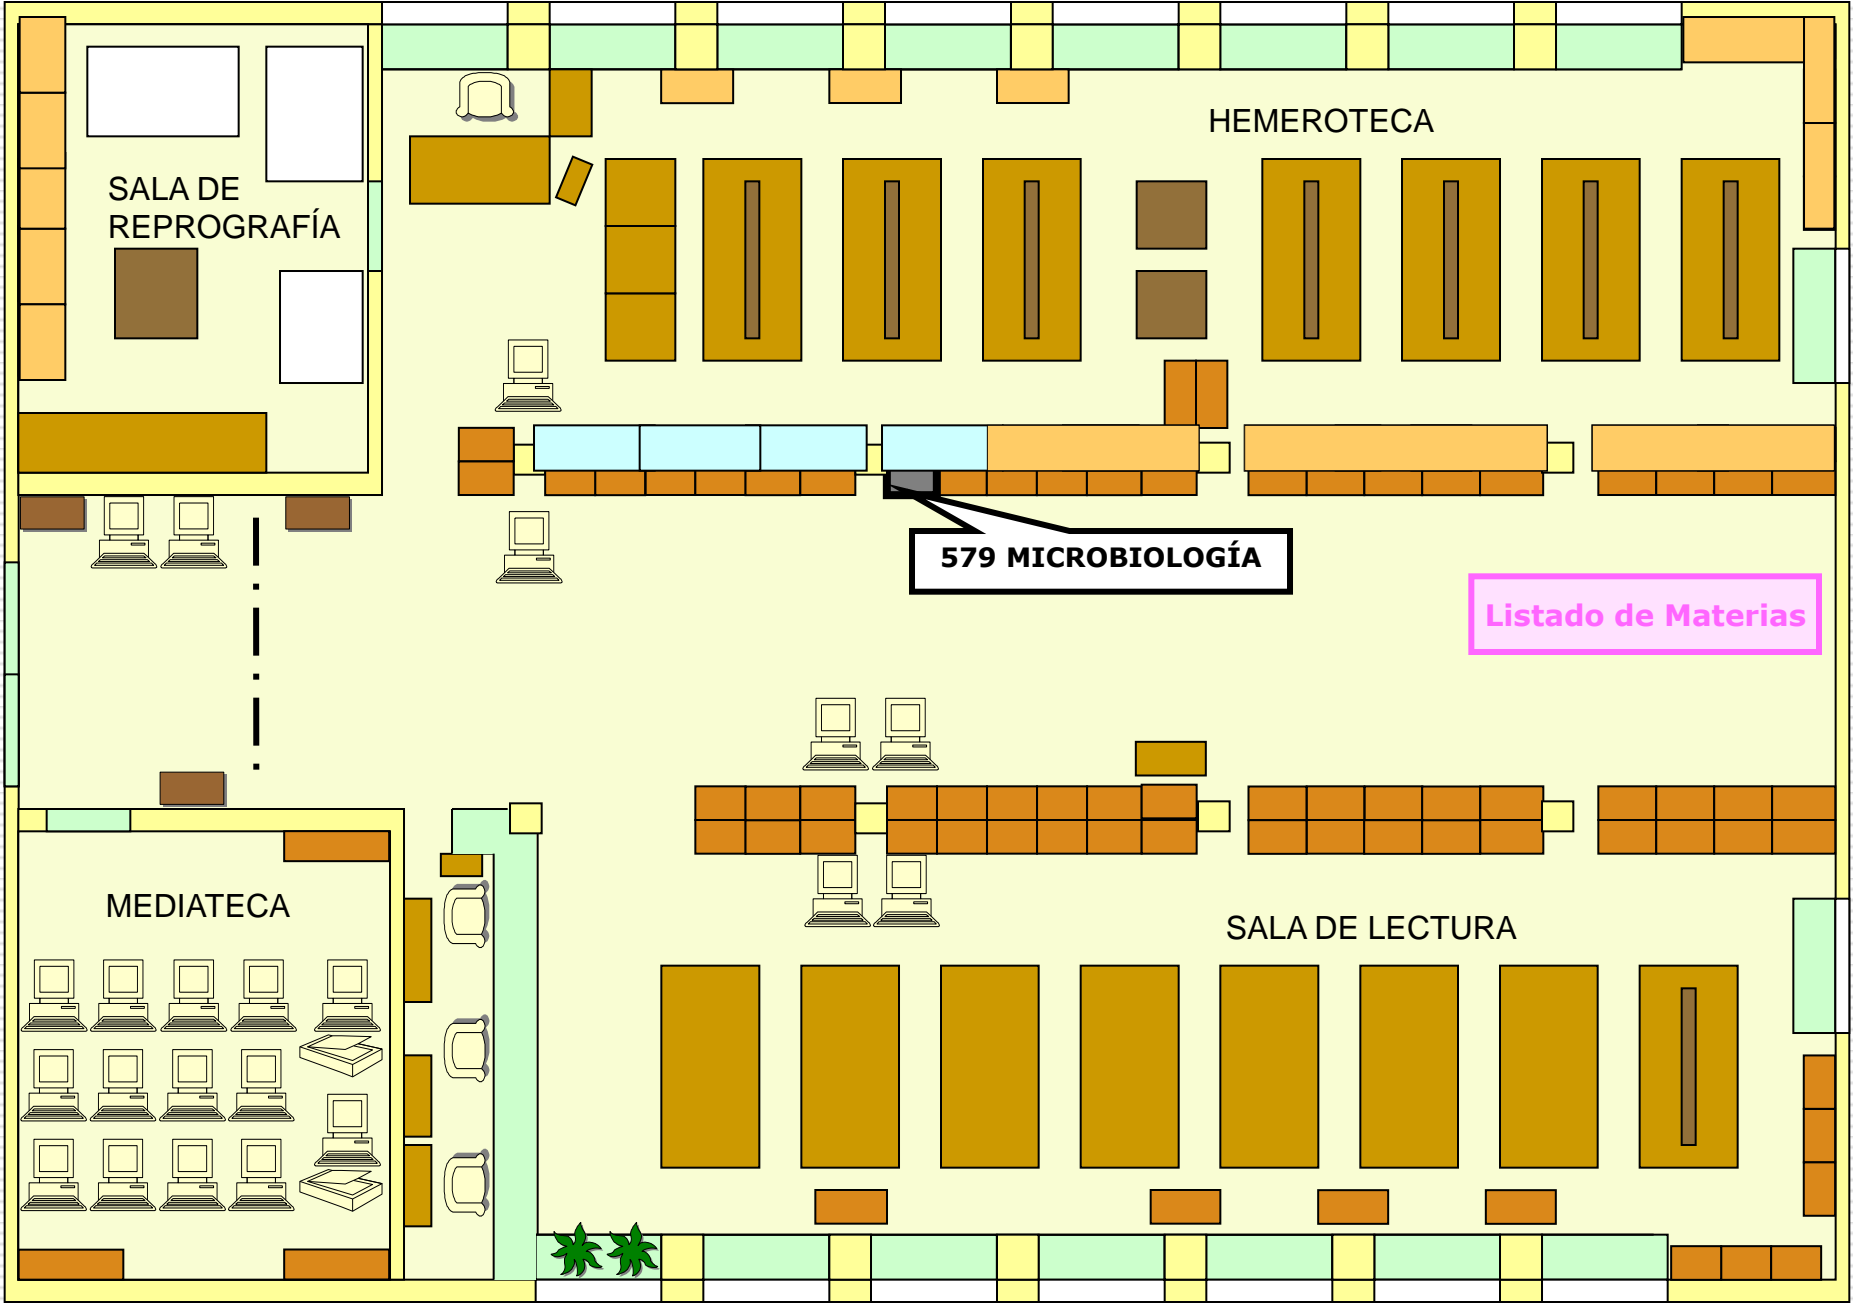 HEMEROTECA
SALA DE
REPROGRAFÍA
579 MICROBIOLOGÍA
Listado de Materias
MEDIATECA
SALA DE LECTURA